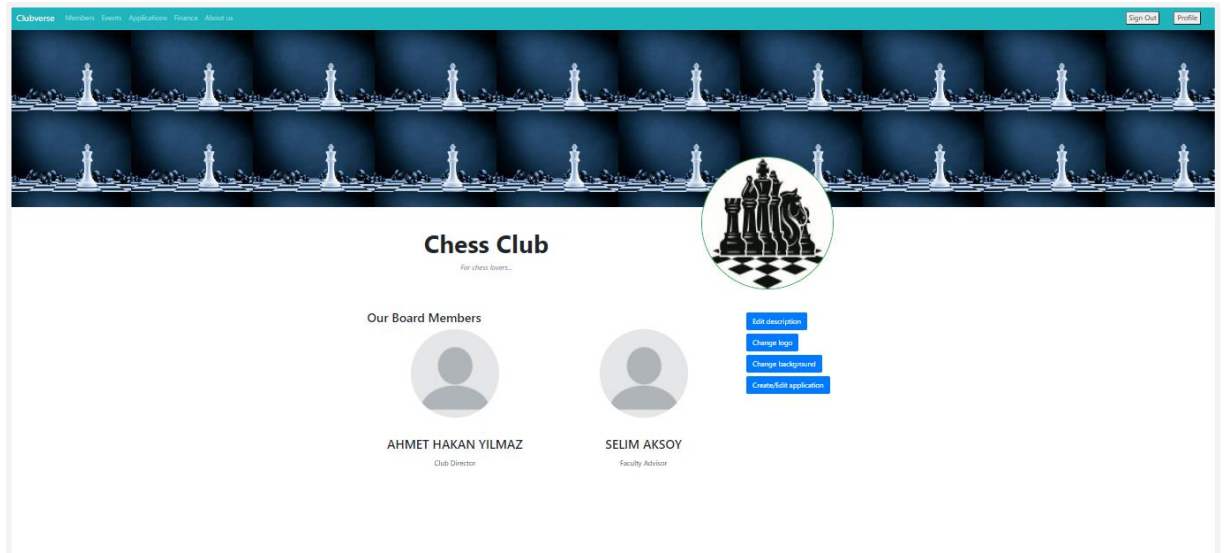 Clubverse Members Events Applications Finance About us Sign Out Profile
Chess Club
For chess lovers...
Our Board Members
Edit description
Change logo
Change background
Create/Edit application
AHMET HAKAN YILMAZ
Club Director
SELIM AKSOY
Faculty Advisor